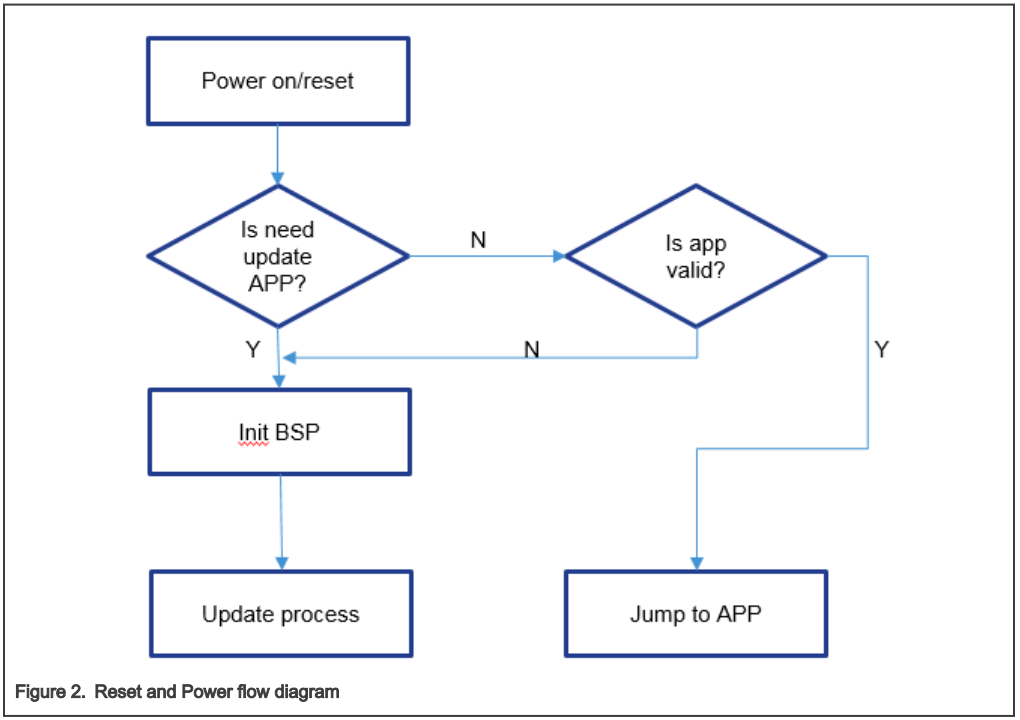 Power on/reset
Is need
update
APP?
N
Is app
valid?
Y
N
Y
Init BSP
Update process
Jump to APP
Figure 2. Reset and Power flow diagram